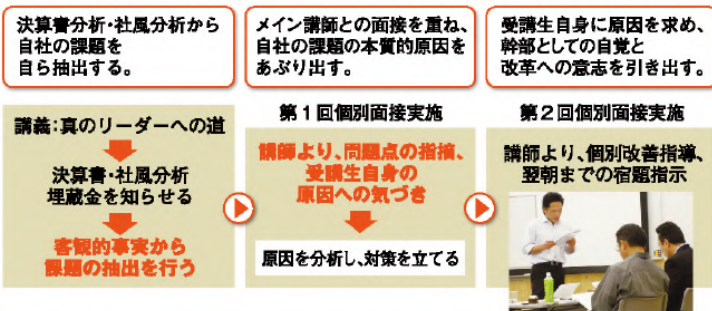 決算書分析・社風分析から
自社の課題を
自ら抽出する。
メイン講師との面接を重ね、
自社の課題の本質的原因を
あぶり出す。
受講生自身に原因を求め、
幹部としての自覚と
改革への意志を引き出す。
講義:真のリーダーへの道
決算書・社風分析
埋蔵金を知らせる
客観的事実から
課題の抽出を行う
第1回個別面接実施
講師より、問題点の指摘、
受講生自身の
原因への気づき
原因を分析し、対策を立てる
第2回個別面接実施
講師より、個別改善指導、
翌朝までの宿題指示